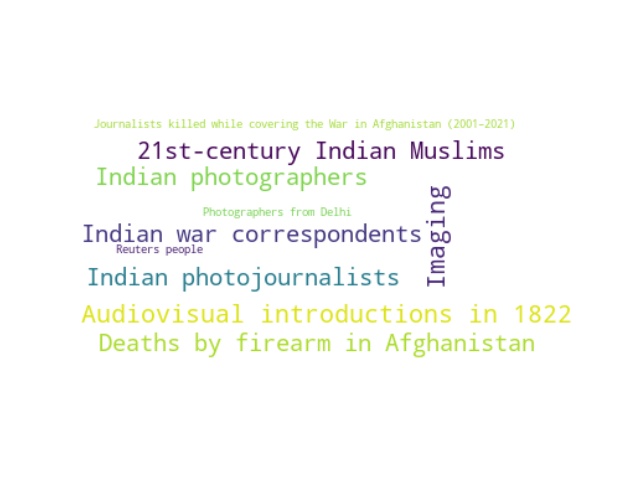 Journalists killed while covering the War in Afghanistan (2001–2021)
21st-century Indian Muslims
Indian photographers
Photographers from Delhi
Indian war correspondents
Imaging
Reuters people
Indian photojournalists
Audiovisual introductions in 1822
Deaths by firearm in Afghanistan